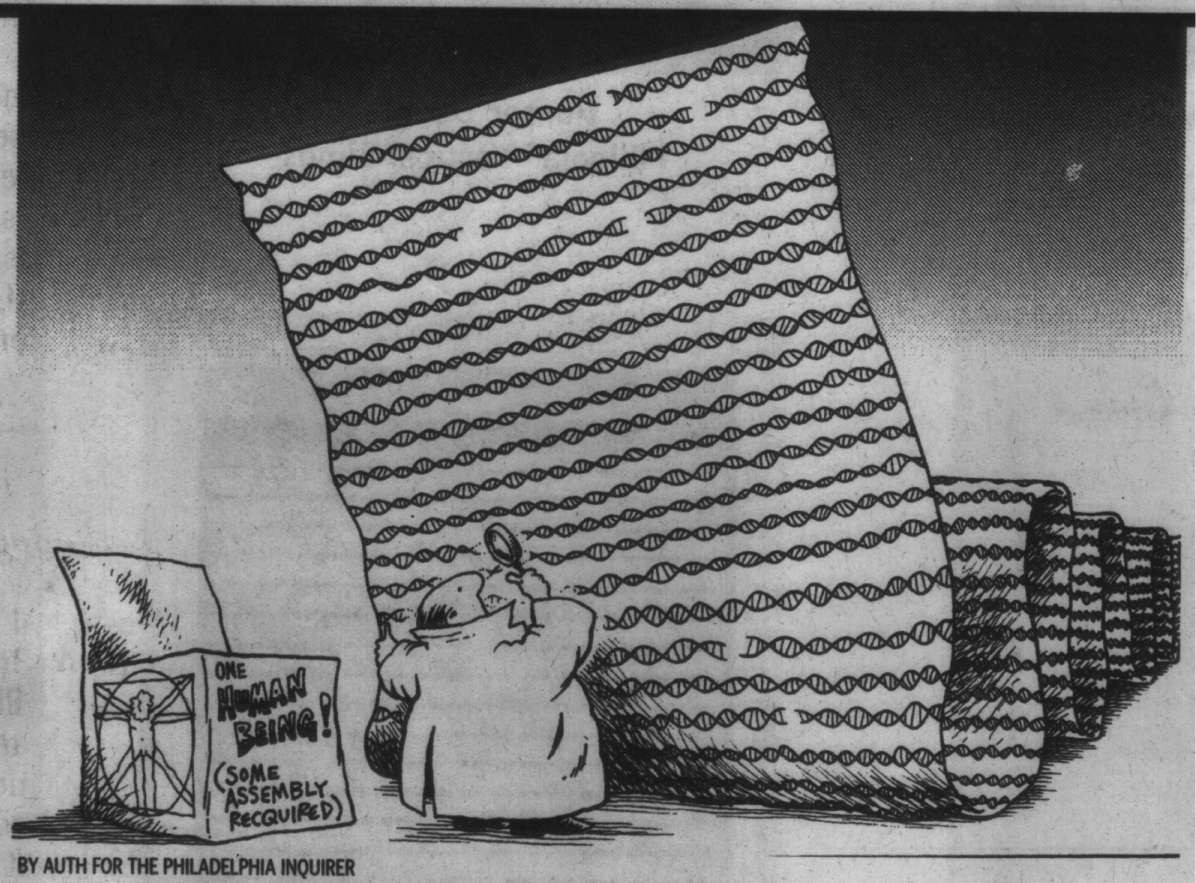 ONE
HUMAN
BEING!
(SOME
ASSEMBLY
RECQUIRED)
BY AUTH FOR THE PHILADELPHIA INQUIRER